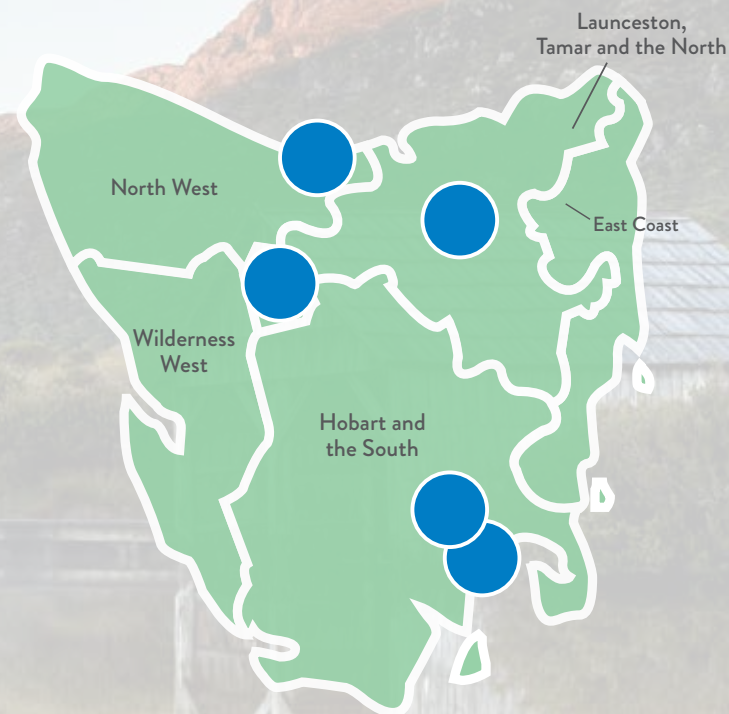 Launceston,
Tamar and the North
North West
East Coast
Wilderness
West
Hobart and
the South